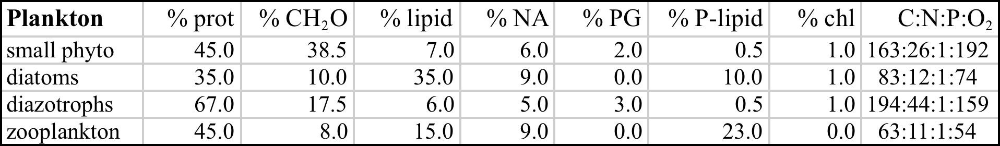 Plankton % prot % CH₂O % lipid % NA % PG % P-lipid % chl C:N:P:O₂
small phyto 45.0 38.5 7.0 6.0 2.0 0.5 1.0 163:26:1:192
diatoms 35.0 10.0 35.0 9.0 0.0 10.0 1.0 83:12:1:74
diazotrophs 67.0 17.5 6.0 5.0 3.0 0.5 1.0 194:44:1:159
zooplankton 45.0 8.0 15.0 9.0 0.0 23.0 0.0 63:11:1:54